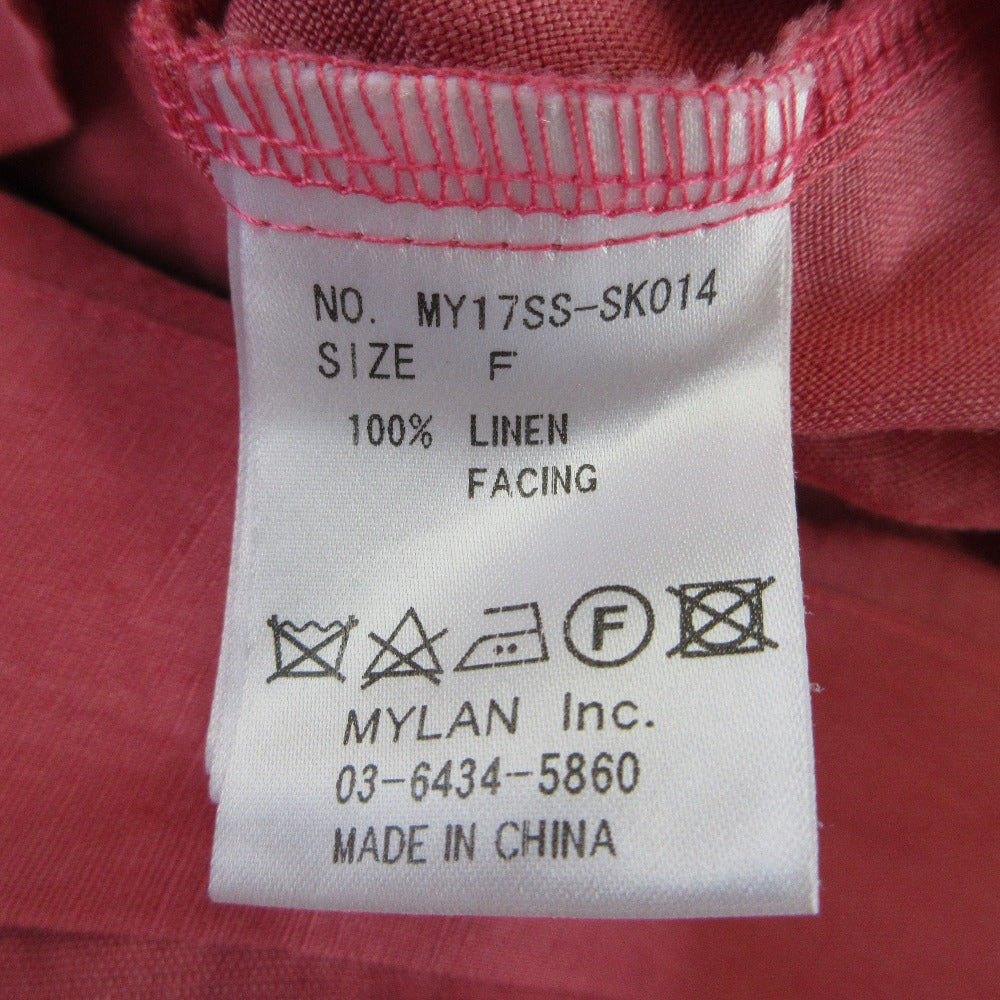 NO. MY17SS-SK014
SIZE F
100% LINEN
FACING
F
MYLAN Inc.
03-6434-5860
MADE IN CHINA